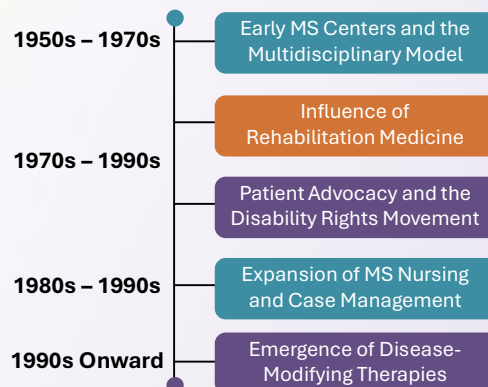 1950s – 1970s
Early MS Centers and the
Multidisciplinary Model
Influence of
Rehabilitation Medicine
1970s – 1990s
Patient Advocacy and the
Disability Rights Movement
1980s – 1990s
Expansion of MS Nursing
and Case Management
1990s Onward
Emergence of Disease-
Modifying Therapies